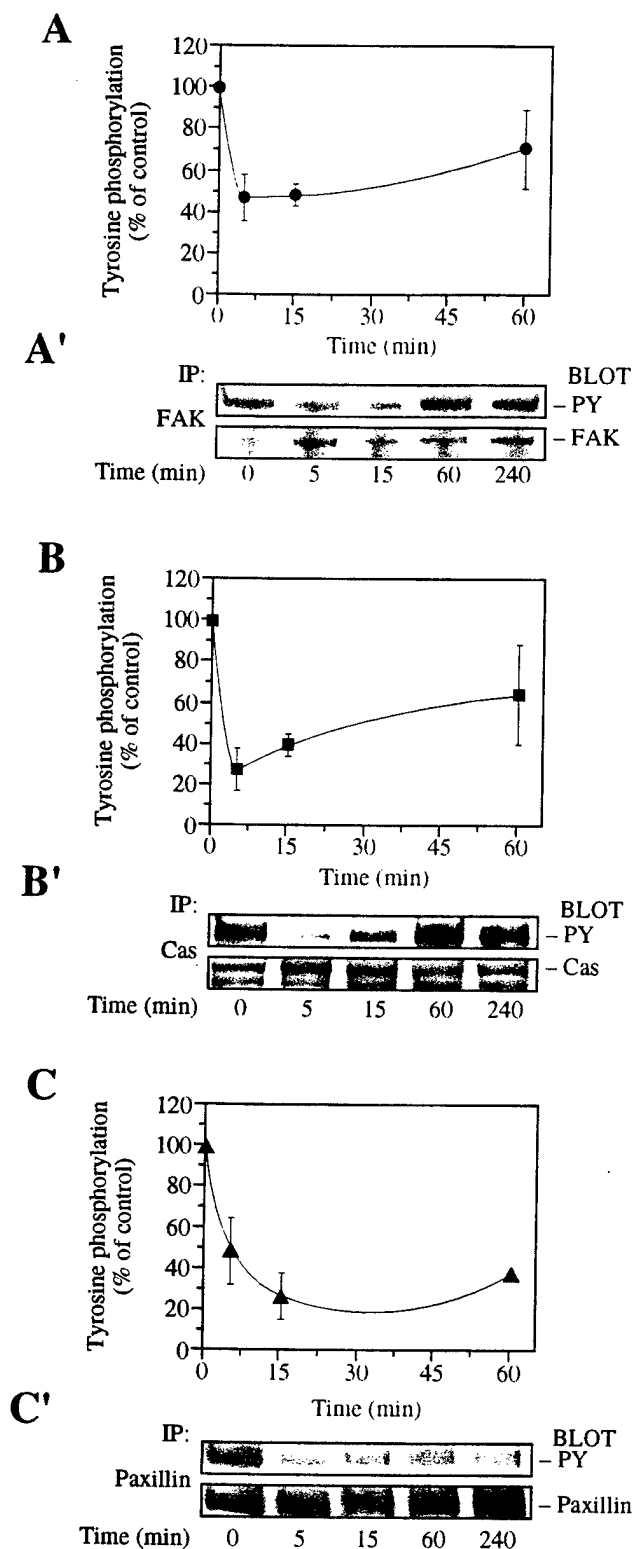 A
Tyrosine phosphorylation
(% of control)
120
100
80
60
40
20
0
0 15 30 45 60
Time (min)
A'
IP: BLOT
– PY
FAK
– FAK
Time (min) 0 5 15 60 240
B
Tyrosine phosphorylation
(% of control)
120
100
80
60
40
20
0
0 15 30 45 60
Time (min)
B'
IP: BLOT
– PY
Cas
– Cas
Time (min) 0 5 15 60 240
C
Tyrosine phosphorylation
(% of control)
120
100
80
60
40
20
0
0 15 30 45 60
Time (min)
C'
IP: BLOT
– PY
Paxillin
– Paxillin
Time (min) 0 5 15 60 240